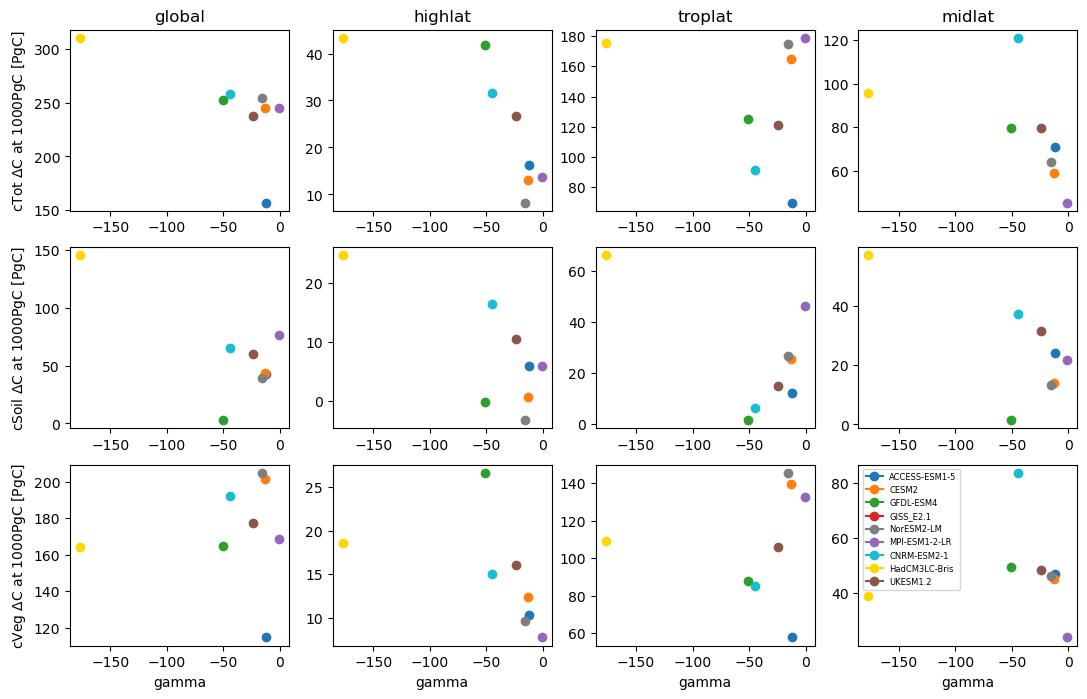 global highlat troplat midlat
cTot ΔC at 1000PgC [PgC]
300
250
200
150
−150 −100 −50 0
40
30
20
10
−150 −100 −50 0
180
160
140
120
100
80
−150 −100 −50 0
120
100
80
60
−150 −100 −50 0
cSoil ΔC at 1000PgC [PgC]
150
100
50
0
−150 −100 −50 0
20
10
0
−150 −100 −50 0
60
40
20
0
−150 −100 −50 0
40
20
0
−150 −100 −50 0
cVeg ΔC at 1000PgC [PgC]
200
180
160
140
120
−150 −100 −50 0
gamma
25
20
15
10
−150 −100 −50 0
gamma
140
120
100
80
60
−150 −100 −50 0
gamma
80
60
40
ACCESS-ESM1-5
CESM2
GFDL-ESM4
GISS_E2.1
NorESM2-LM
MPI-ESM1-2-LR
CNRM-ESM2-1
HadCM3LC-Bris
UKESM1.2
−150 −100 −50 0
gamma